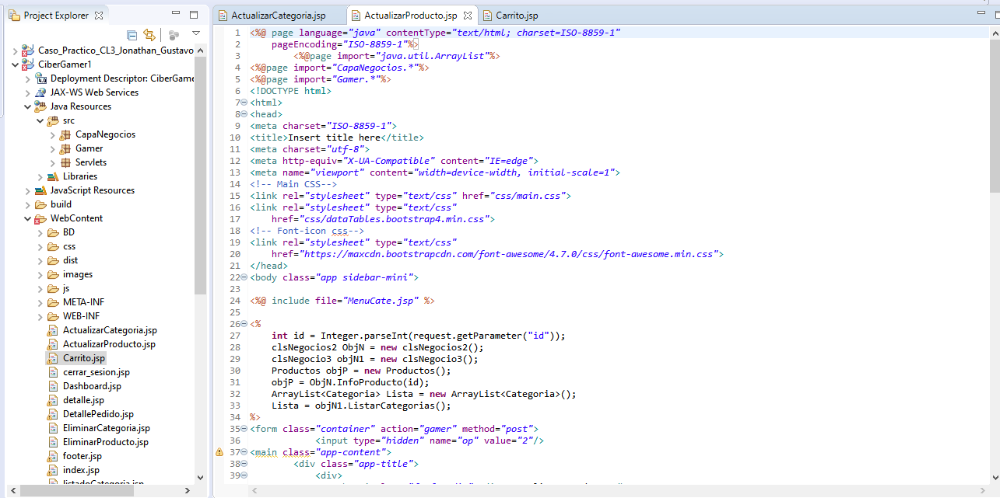 Project Explorer
Caso_Practico_CL3_Jonathan_Gustavo
CiberGamer1
Deployment Descriptor: CiberGame
JAX-WS Web Services
Java Resources
src
CapaNegocios
Gamer
Servlets
Libraries
JavaScript Resources
build
WebContent
BD
css
dist
images
js
META-INF
WEB-INF
ActualizarCategoria.jsp
ActualizarProducto.jsp
Carrito.jsp
cerrar_sesion.jsp
Dashboard.jsp
detalle.jsp
DetallePedido.jsp
EliminarCategoria.jsp
EliminarProducto.jsp
footer.jsp
index.jsp
listadoCategoria.jsp
ActualizarCategoria.jsp ActualizarProducto.jsp Carrito.jsp
1 <%@ page language="java" contentType="text/html; charset=ISO-8859-1"
2 pageEncoding="ISO-8859-1"%>
3 <%@page import="java.util.ArrayList"%>
4 <%@page import="CapaNegocios.*"%>
5 <%@page import="Gamer.*"%>
6 <!DOCTYPE html>
7 <html>
8 <head>
9 <meta charset="ISO-8859-1">
10 <title>Insert title here</title>
11 <meta charset="utf-8">
12 <meta http-equiv="X-UA-Compatible" content="IE=edge">
13 <meta name="viewport" content="width=device-width, initial-scale=1">
14 <!-- Main CSS-->
15 <link rel="stylesheet" type="text/css" href="css/main.css">
16 <link rel="stylesheet" type="text/css"
17 href="css/dataTables.bootstrap4.min.css">
18 <!-- Font-icon css-->
19 <link rel="stylesheet" type="text/css"
20 href="https://maxcdn.bootstrapcdn.com/font-awesome/4.7.0/css/font-awesome.min.css">
21 </head>
22 <body class="app sidebar-mini">
23
24 <%@ include file="MenuCate.jsp" %>
25
26 <%
27 int id = Integer.parseInt(request.getParameter("id"));
28 clsNegocios2 ObjN = new clsNegocios2();
29 clsNegocio3 objN1 = new clsNegocio3();
30 Productos objP = new Productos();
31 objP = ObjN.InfoProducto(id);
32 ArrayList<Categoria> Lista = new ArrayList<Categoria>();
33 Lista = objN1.ListarCategorias();
34 %>
35 <form class="container" action="gamer" method="post">
36 <input type="hidden" name="op" value="2"/>
37 <main class="app-content">
38 <div class="app-title">
39 <div>